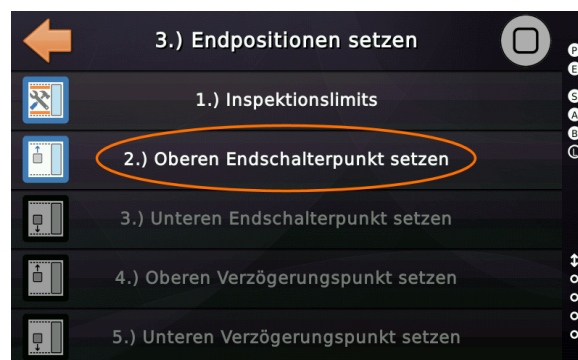 3.) Endpositionen setzen
1.) Inspektionslimits
2.) Oberen Endschalterpunkt setzen
3.) Unteren Endschalterpunkt setzen
4.) Oberen Verzögerungspunkt setzen
5.) Unteren Verzögerungspunkt setzen
P
E
S
A
B
L